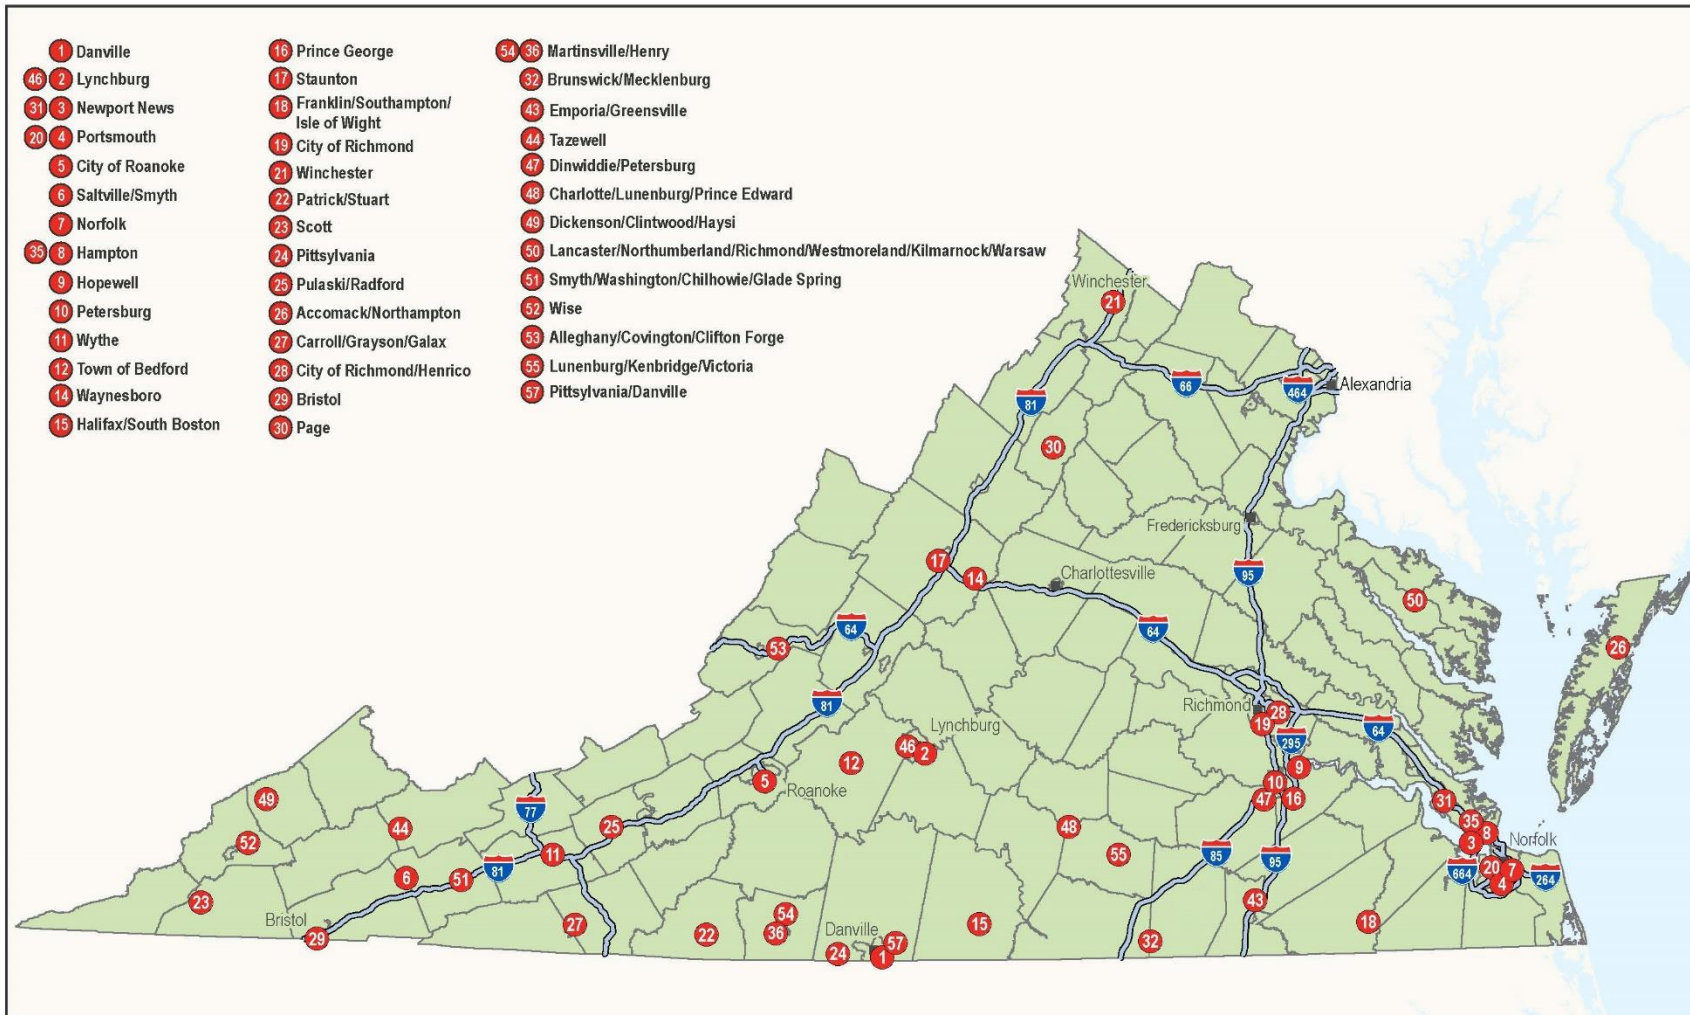 1 Danville
46 2 Lynchburg
31 3 Newport News
20 4 Portsmouth
5 City of Roanoke
6 Saltville/Smyth
7 Norfolk
35 8 Hampton
9 Hopewell
10 Petersburg
11 Wythe
12 Town of Bedford
14 Waynesboro
15 Halifax/South Boston
16 Prince George
17 Staunton
18 Franklin/Southampton/
Isle of Wight
19 City of Richmond
21 Winchester
22 Patrick/Stuart
23 Scott
24 Pittsylvania
25 Pulaski/Radford
26 Accomack/Northampton
27 Carroll/Grayson/Galax
28 City of Richmond/Henrico
29 Bristol
30 Page
54 36 Martinsville/Henry
32 Brunswick/Mecklenburg
43 Emporia/Greensville
44 Tazewell
47 Dinwiddie/Petersburg
48 Charlotte/Lunenburg/Prince Edward
49 Dickenson/Clintwood/Haysi
50 Lancaster/Northumberland/Richmond/Westmoreland/Kilmarnock/Warsaw
51 Smyth/Washington/Chilhowie/Glade Spring
52 Wise
53 Alleghany/Covington/Clifton Forge
55 Lunenburg/Kenbridge/Victoria
57 Pittsylvania/Danville
Winchester
21
66
464
Alexandria
81
30
Fredericksburg
17
14
Charlottesville
95
50
64
64
53
26
81
Richmond
28
19
Lynchburg
64
295
46
2
12
9
5
Roanoke
10
49
77
47
16
31
44
25
48
35
8
Norfolk
52
3
11
55
85
95
20
7
664
264
6
51
81
4
23
43
Bristol
54
15
18
27
22
36
Danville
29
57
32
24
1